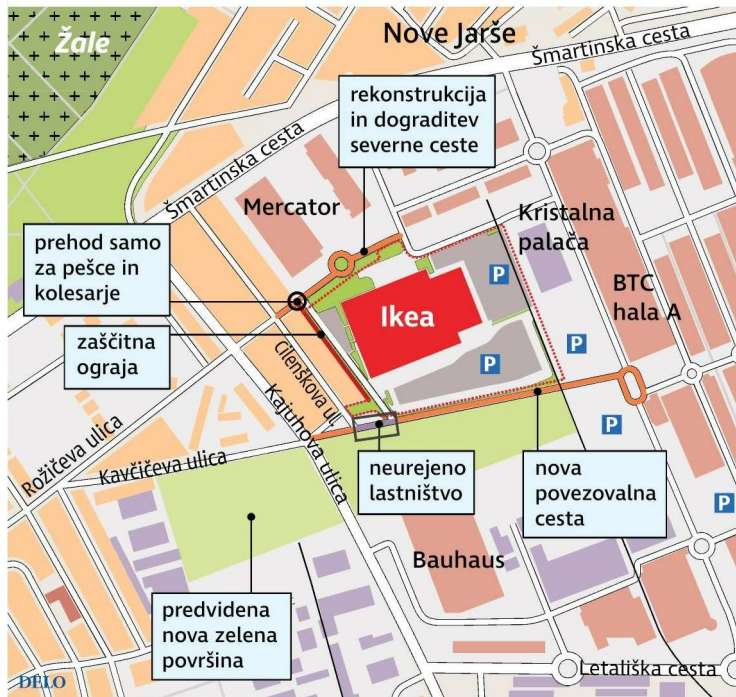 Žale
Nove Jarše
Šmartinska cesta
rekonstrukcija
in dograditev
severne ceste
Šmartinska cesta
Mercator
Kristalna
palača
prehod samo
za pešce in
kolesarje
P
BTC
hala A
Ikea
zaščitna
ograja
P
P
Cilenškova ul.
Kajuhova ulica
Rožičeva ulica
Kavčičeva ulica
P
neurejeno
lastništvo
nova
povezovalna
cesta
P
Bauhaus
predvidena
nova zelena
površina
Letališka cesta
DELO